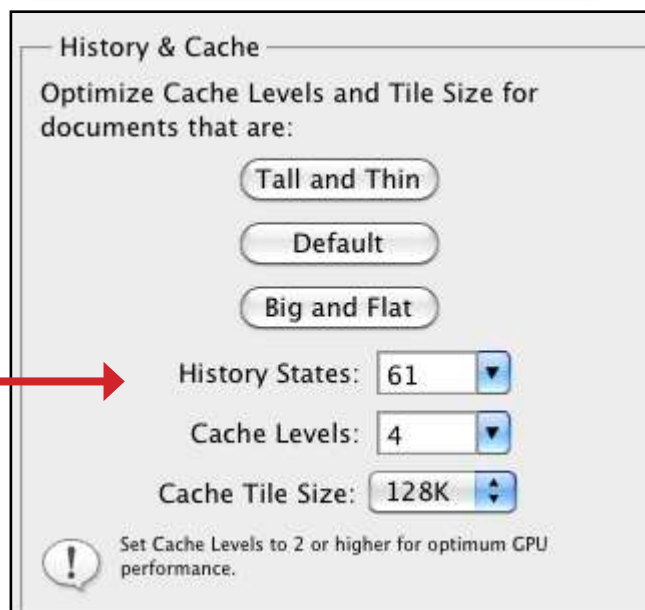 History & Cache
Optimize Cache Levels and Tile Size for
documents that are:
Tall and Thin
Default
Big and Flat
History States: 61
Cache Levels: 4
Cache Tile Size: 128K
Set Cache Levels to 2 or higher for optimum GPU
performance.